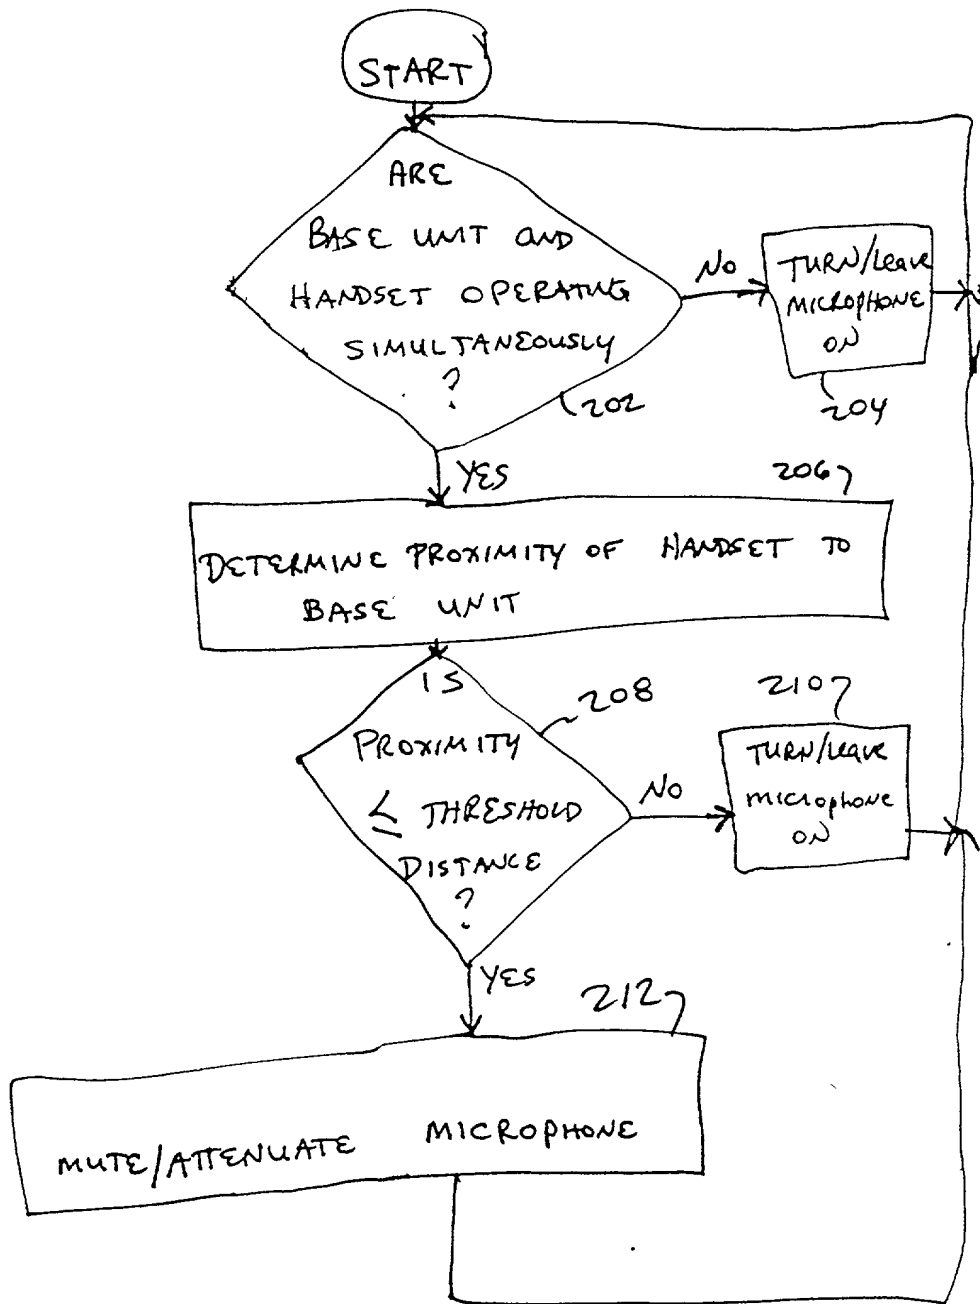 START
ARE
BASE UNIT AND
HANDSET OPERATING
SIMULTANEOUSLY
?
202
NO
TURN/Leave
MICROPHONE
ON
204
YES
206
DETERMINE PROXIMITY OF HANDSET TO
BASE UNIT
IS
PROXIMITY
≤ THRESHOLD
DISTANCE
?
208
NO
210
TURN/Leave
MICROPHONE
ON
YES
212
MUTE/ATTENUATE MICROPHONE